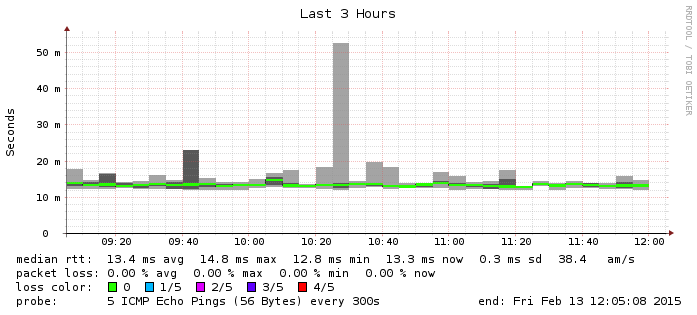 Last 3 Hours
RRDTOOL / TOBI OETIKER
Seconds
50 m
40 m
30 m
20 m
10 m
0
09:20 09:40 10:00 10:20 10:40 11:00 11:20 11:40 12:00
median rtt: 13.4 ms avg 14.8 ms max 12.8 ms min 13.3 ms now 0.3 ms sd 38.4 am/s
packet loss: 0.00 % avg 0.00 % max 0.00 % min 0.00 % now
loss color: 0 1/5 2/5 3/5 4/5
probe: 5 ICMP Echo Pings (56 Bytes) every 300s end: Fri Feb 13 12:05:08 2015